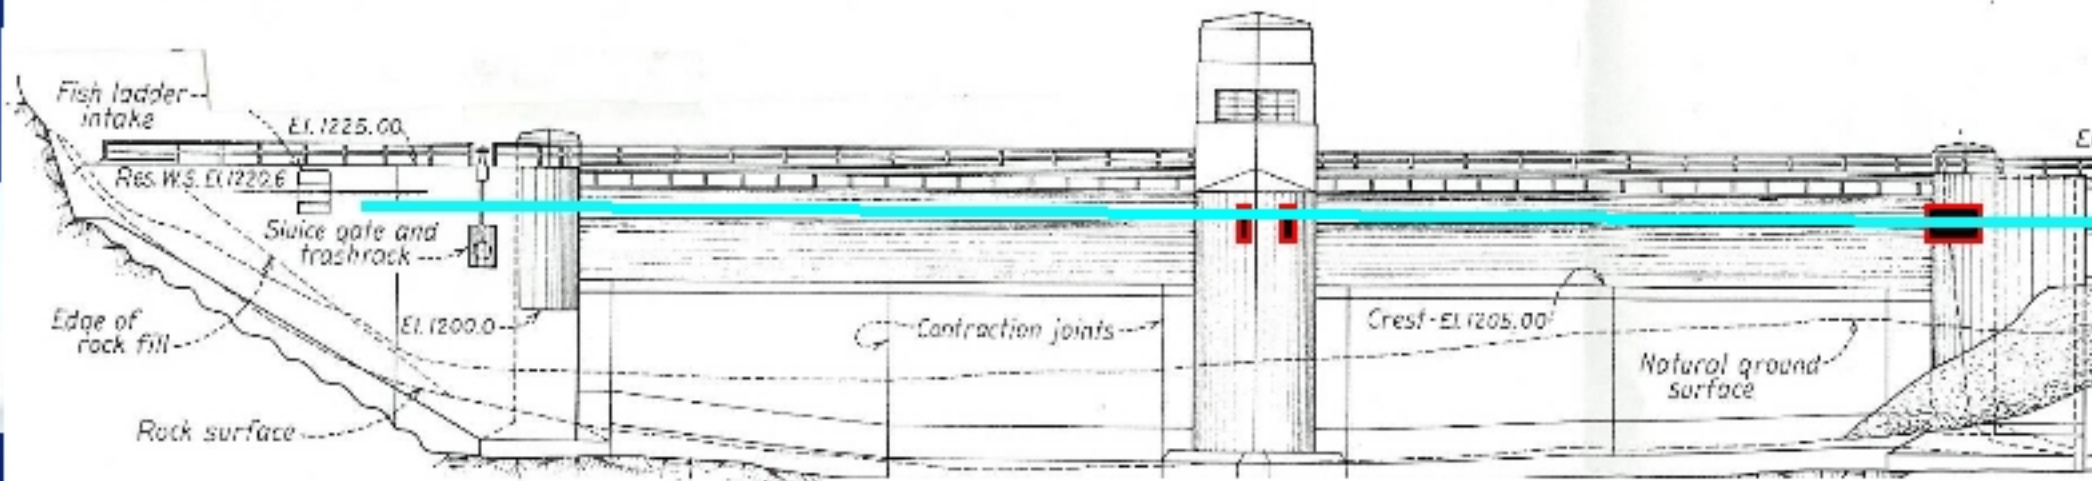 Fish ladder
intake
El. 1225.00
Res. W.S. El. 1220.6
Sluice gate and
trashrack
Edge of
rock fill
El. 1200.0
Contraction joints
Crest-El. 1205.00
Natural ground
surface
Rock surface
E